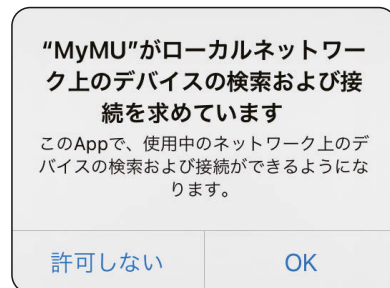 “MyMU”がローカルネットワー
ク上のデバイスの検索および接
続を求めています
このAppで、使用中のネットワーク上のデ
バイスの検索および接続ができるようにな
ります。
許可しない
OK